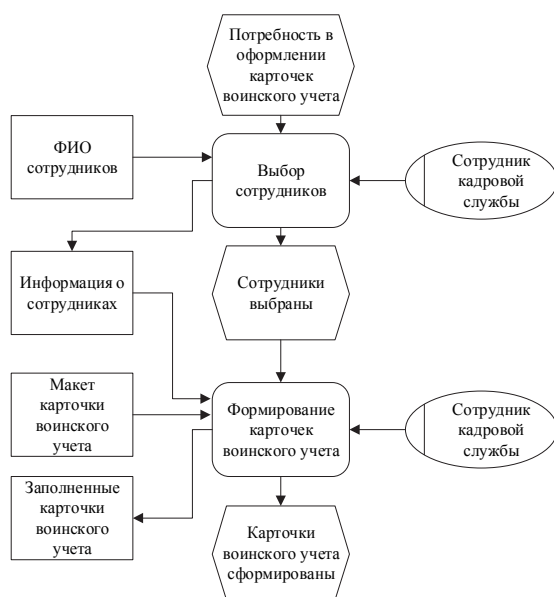 Потребность в
оформлении
карточек
воинского учета
ФИО
сотрудников
Выбор
сотрудников
Сотрудник
кадровой
службы
Информация о
сотрудниках
Сотрудники
выбраны
Макет
карточки
воинского
учета
Формирование
карточек
воинского учета
Сотрудник
кадровой
службы
Заполненные
карточки
воинского
учета
Карточки
воинского учета
сформированы